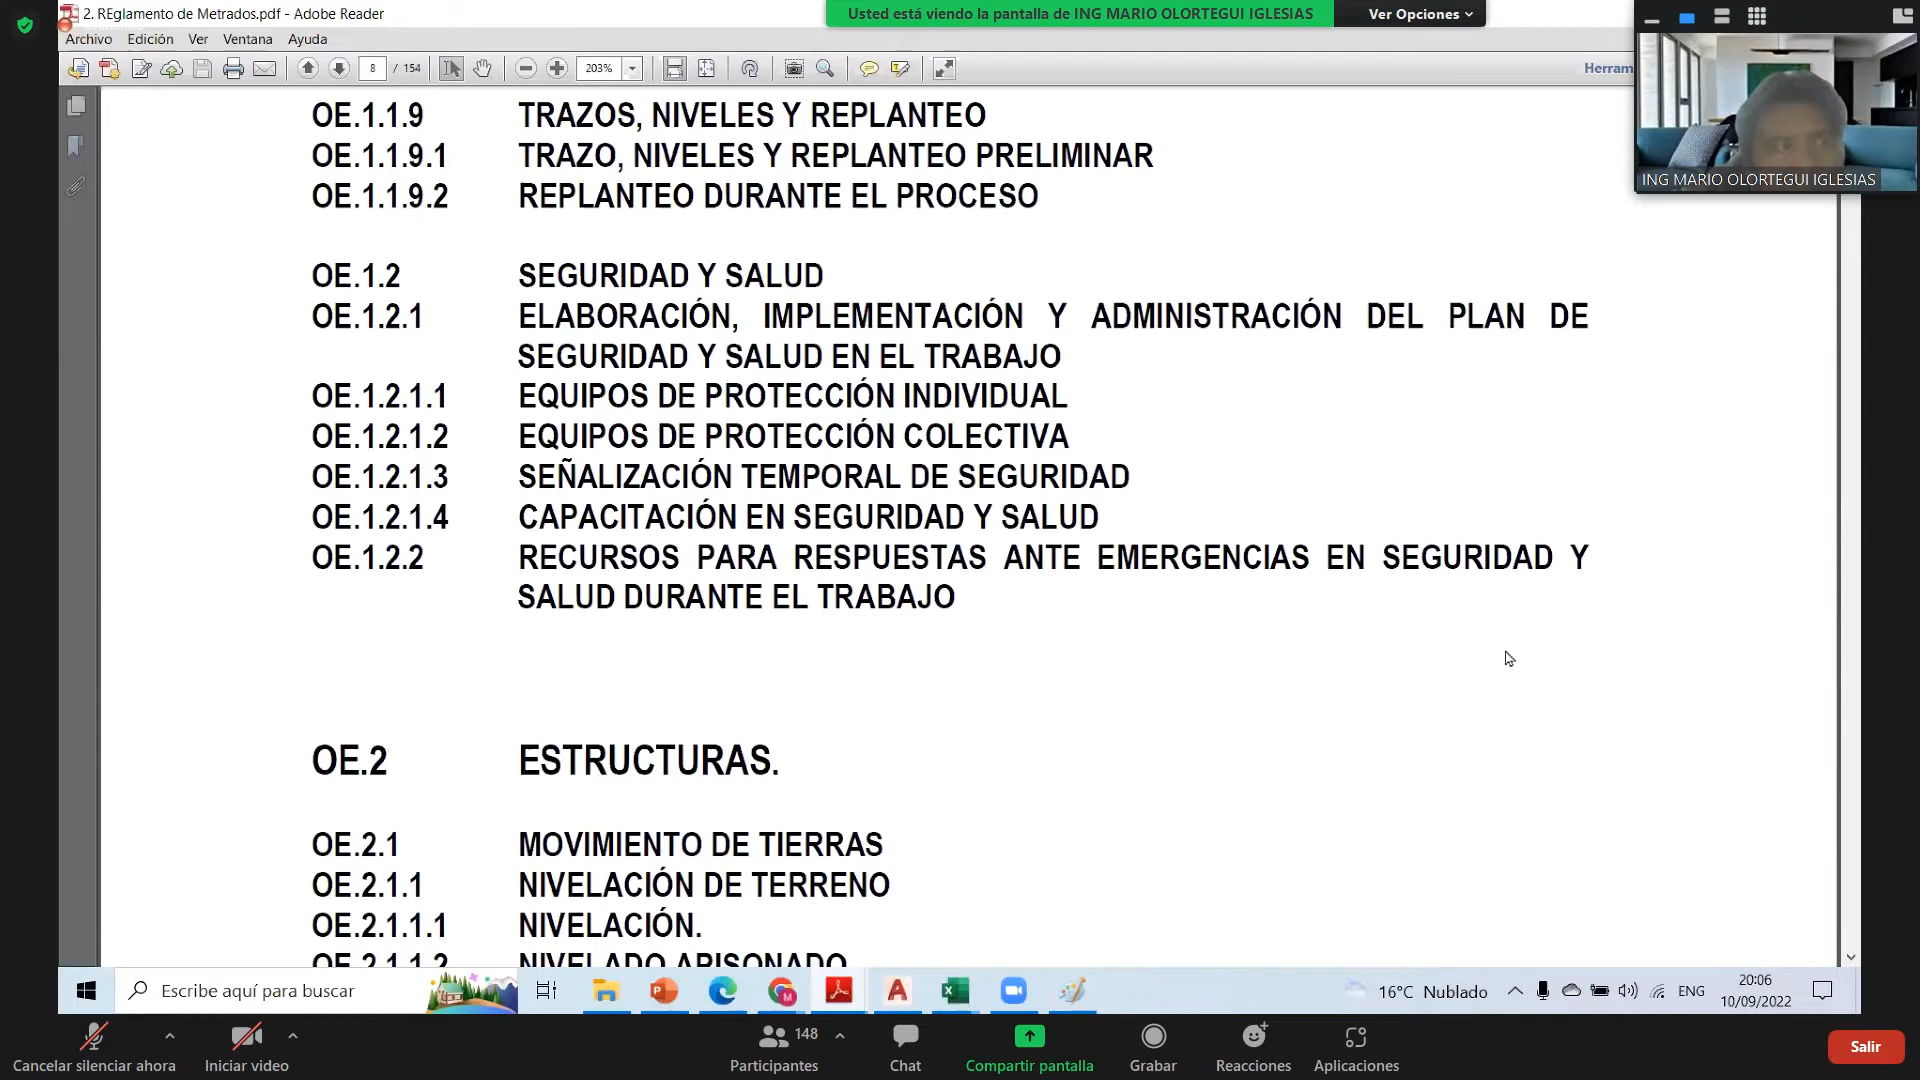 2. REglamento de Metrados.pdf - Adobe Reader
Usted está viendo la pantalla de ING MARIO OLORTEGUI IGLESIAS
Ver Opciones
Archivo Edición Ver Ventana Ayuda
8 / 154
203%
Herram
ING MARIO OLORTEGUI IGLESIAS
OE.1.1.9 TRAZOS, NIVELES Y REPLANTEO
OE.1.1.9.1 TRAZO, NIVELES Y REPLANTEO PRELIMINAR
OE.1.1.9.2 REPLANTEO DURANTE EL PROCESO
OE.1.2 SEGURIDAD Y SALUD
OE.1.2.1 ELABORACIÓN, IMPLEMENTACIÓN Y ADMINISTRACIÓN DEL PLAN DE
SEGURIDAD Y SALUD EN EL TRABAJO
OE.1.2.1.1 EQUIPOS DE PROTECCIÓN INDIVIDUAL
OE.1.2.1.2 EQUIPOS DE PROTECCIÓN COLECTIVA
OE.1.2.1.3 SEÑALIZACIÓN TEMPORAL DE SEGURIDAD
OE.1.2.1.4 CAPACITACIÓN EN SEGURIDAD Y SALUD
OE.1.2.2 RECURSOS PARA RESPUESTAS ANTE EMERGENCIAS EN SEGURIDAD Y
SALUD DURANTE EL TRABAJO
OE.2 ESTRUCTURAS.
OE.2.1 MOVIMIENTO DE TIERRAS
OE.2.1.1 NIVELACIÓN DE TERRENO
OE.2.1.1.1 NIVELACIÓN.
OE.2.1.1.2 NIVELADO APISONADO
Escribe aquí para buscar
16°C Nublado
ENG
20:06
10/09/2022
148
Cancelar silenciar ahora
Iniciar video
Participantes
Chat
Compartir pantalla
Grabar
Reacciones
Aplicaciones
Salir